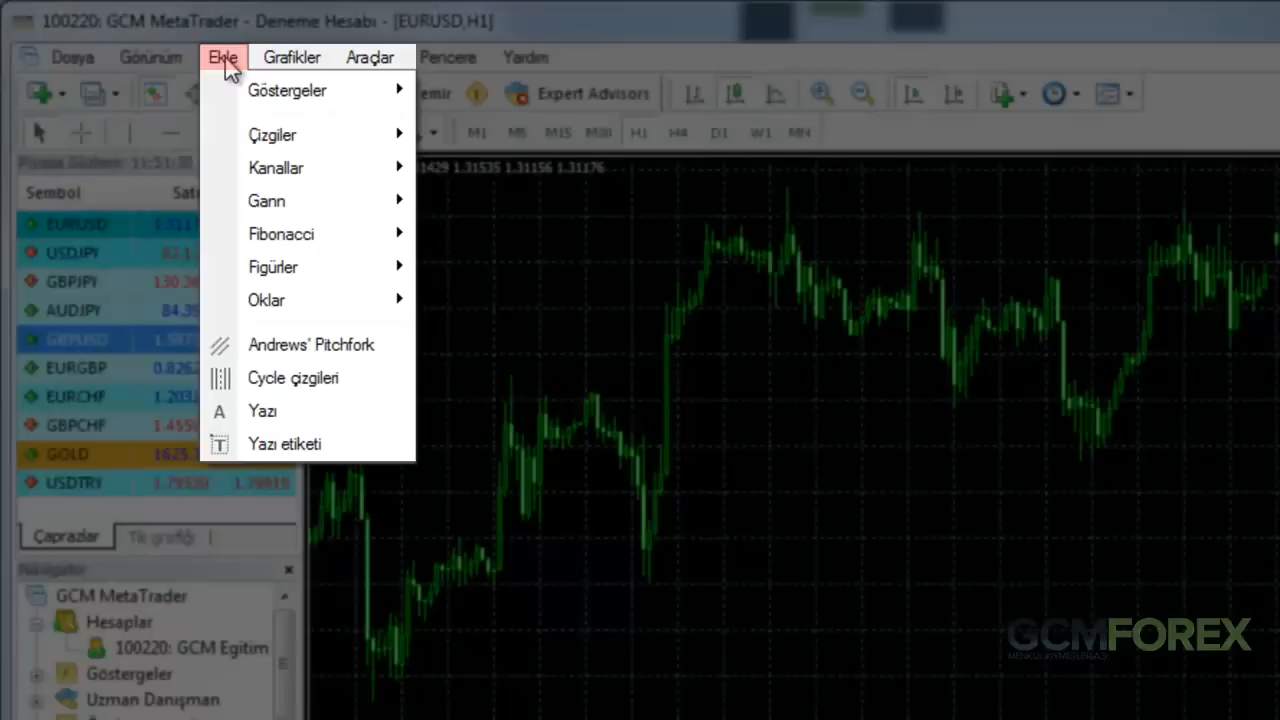 100220: GCM MetaTrader - Deneme Hesabı - [EURUSD,H1]
Dosya Görünüm Ekle Grafikler Araçlar Pencere Yardım
Expert Advisors
M1 M5 M15 M30 H1 H4 D1 W1 MN
1.31535 1.31156 1.31176
Sembol
EURUSD
USDJPY
GBPJPY
AUDJPY
GBPUSD
EURGBP
EURCHF
GBPCHF
GOLD
USDTRY
Göstergeler
Çizgiler
Kanallar
Gann
Fibonacci
Figürler
Oklar
Andrews' Pitchfork
Cycle çizgileri
A Yazı
T Yazı etiketi
Çaprazlar Tik grafiği
GCM MetaTrader
Hesaplar
100220: GCM Egitim
Göstergeler
Uzman Danışman
GCMFOREX